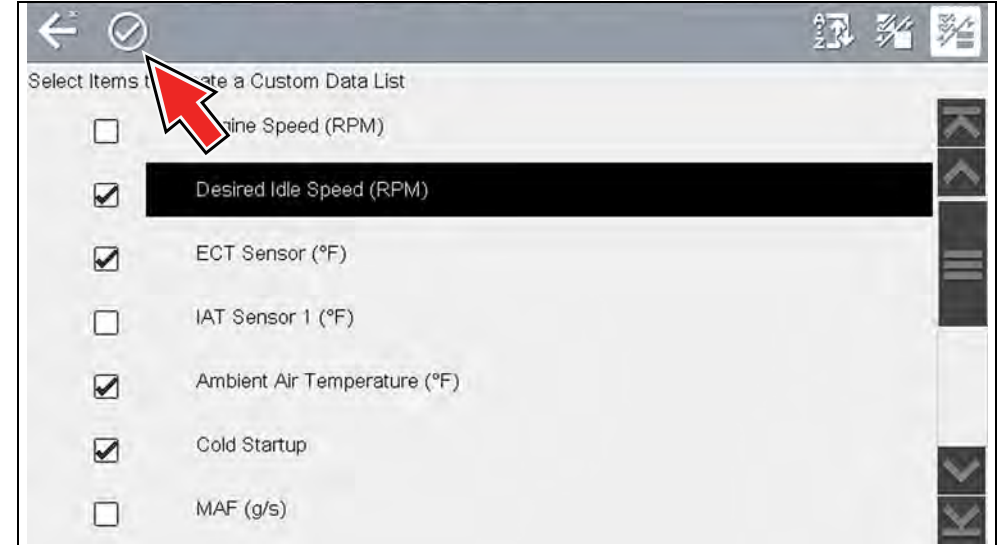 A
Z
Select Items t ate a Custom Data List
gine Speed (RPM)
Desired Idle Speed (RPM)
ECT Sensor (°F)
IAT Sensor 1 (°F)
Ambient Air Temperature (°F)
Cold Startup
MAF (g/s)